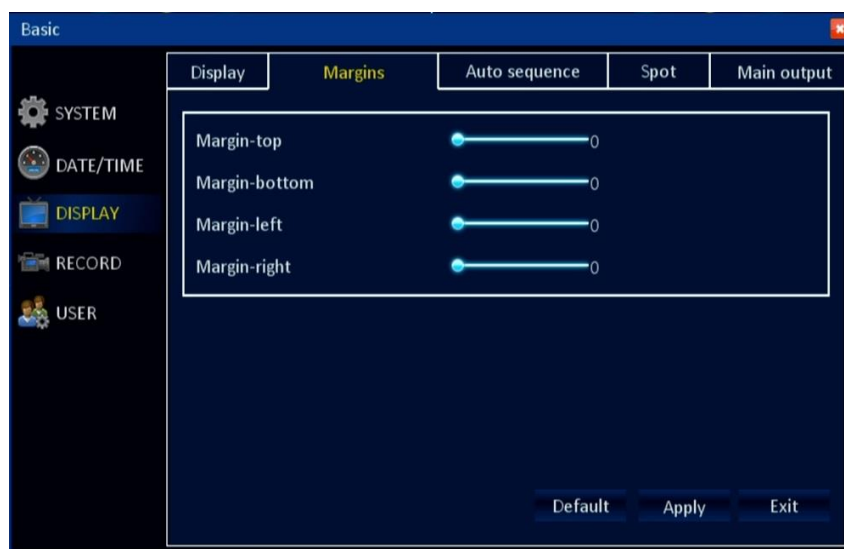 Basic
Display Margins Auto sequence Spot Main output
SYSTEM
DATE/TIME
DISPLAY
RECORD
USER
Margin-top 0
Margin-bottom 0
Margin-left 0
Margin-right 0
Default Apply Exit